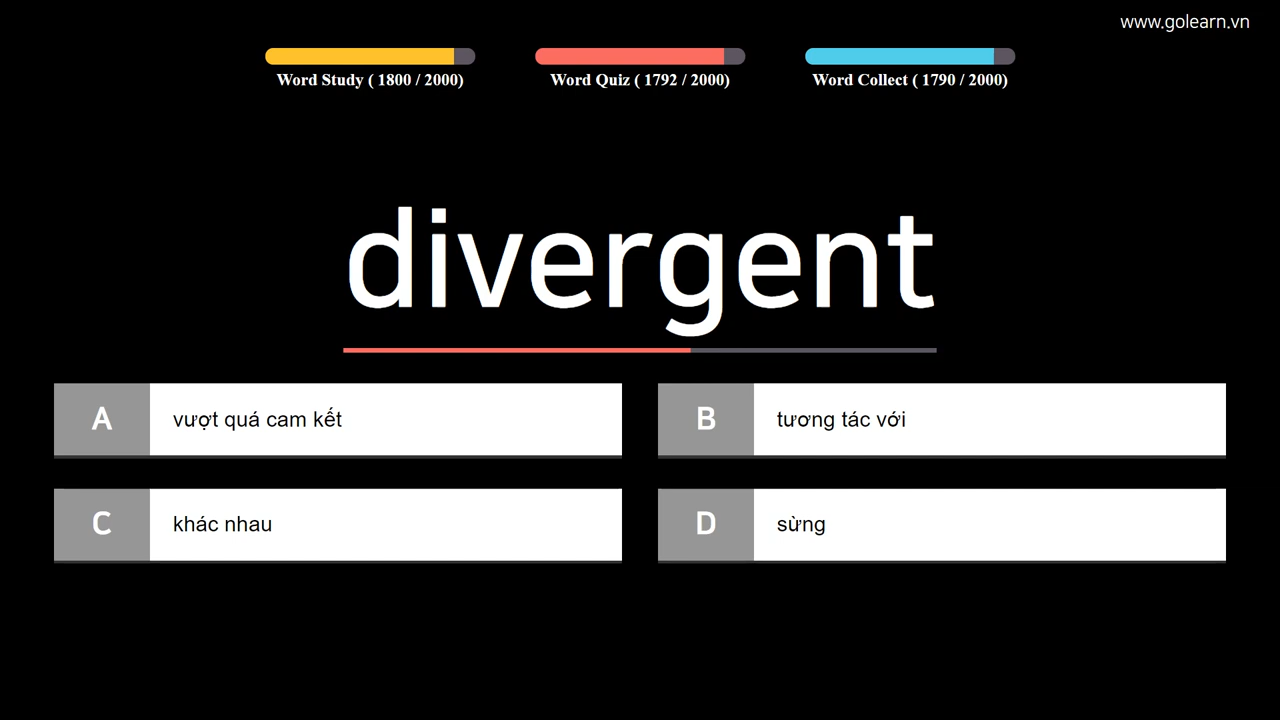 www.golearn.vn
Word Study ( 1800 / 2000)
Word Quiz ( 1792 / 2000)
Word Collect ( 1790 / 2000)
divergent
A vượt quá cam kết
B tương tác với
C khác nhau
D sừng